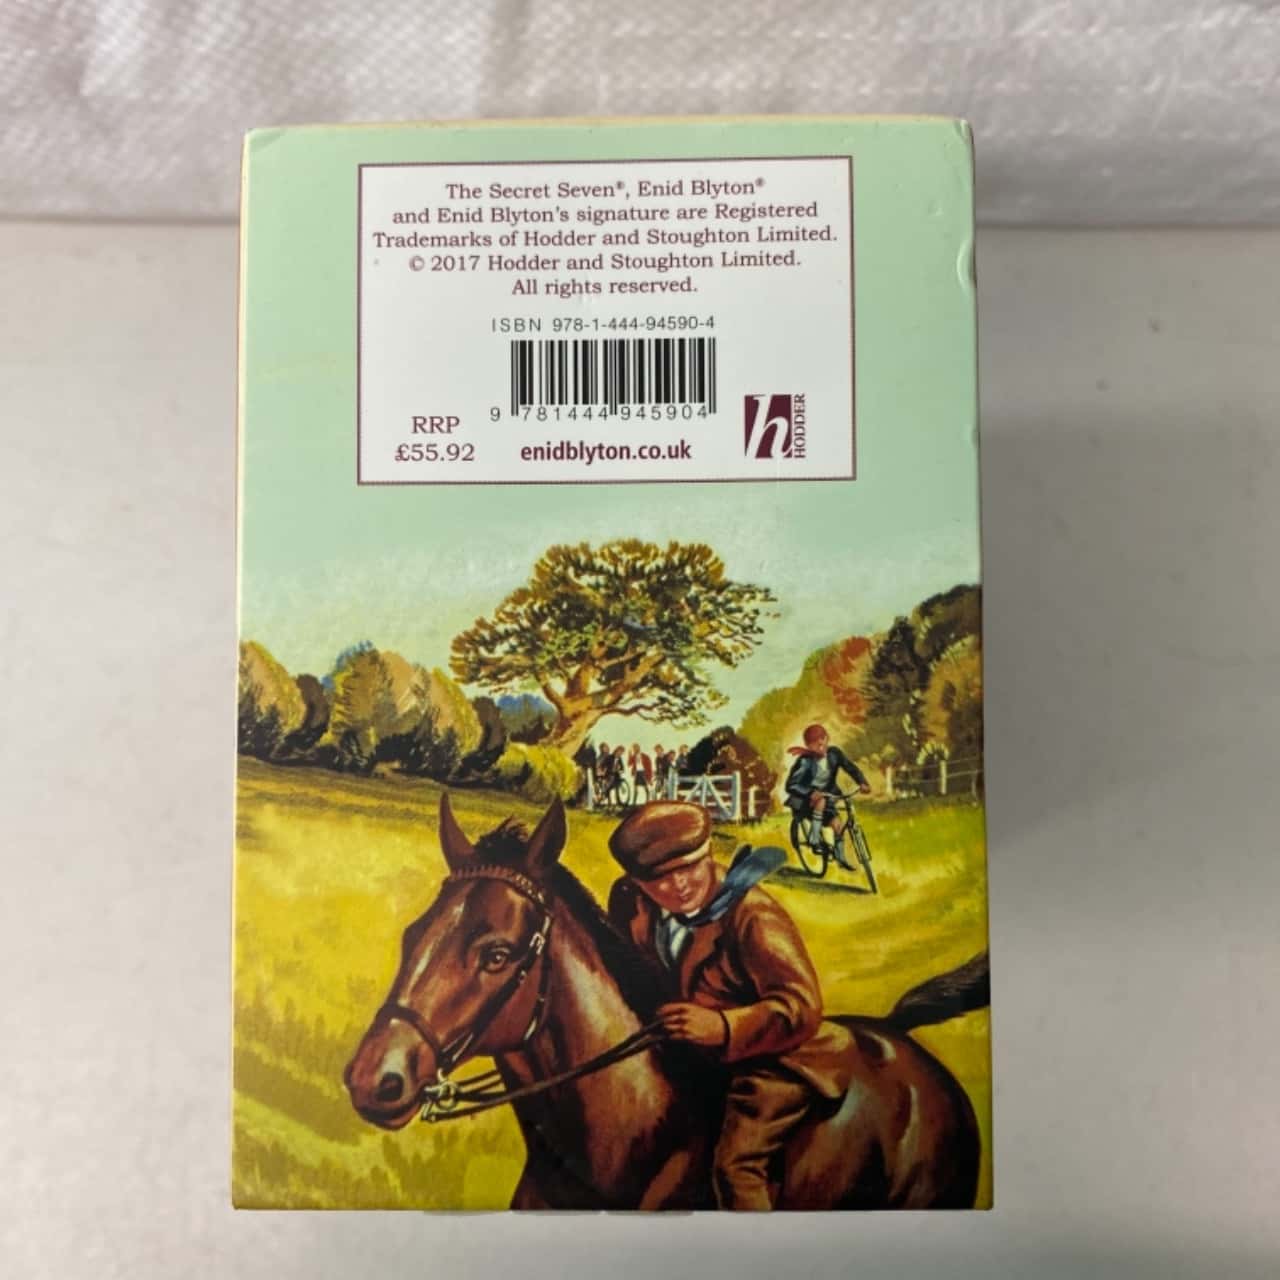 The Secret Seven®, Enid Blyton®
and Enid Blyton's signature are Registered
Trademarks of Hodder and Stoughton Limited.
© 2017 Hodder and Stoughton Limited.
All rights reserved.
ISBN 978-1-444-94590-4
9 781444 945904
RRP
£55.92
enidblyton.co.uk
h HODDER